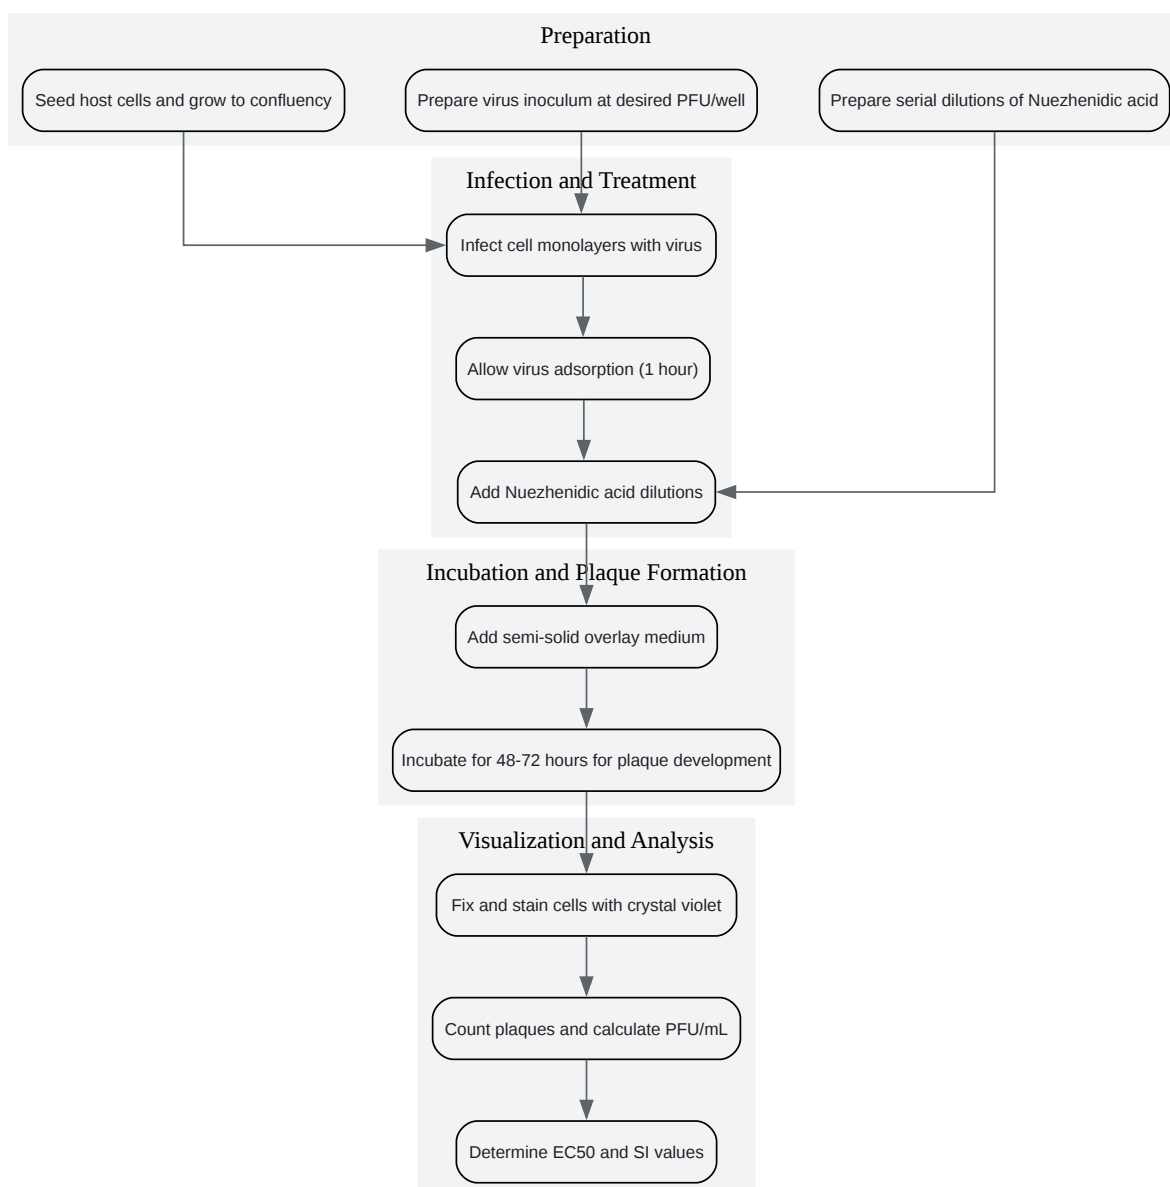 Preparation
Seed host cells and grow to confluency
Prepare virus inoculum at desired PFU/well
Prepare serial dilutions of Nuezhenidic acid
Infection and Treatment
Infect cell monolayers with virus
Allow virus adsorption (1 hour)
Add Nuezhenidic acid dilutions
Incubation and Plaque Formation
Add semi-solid overlay medium
Incubate for 48-72 hours for plaque development
Visualization and Analysis
Fix and stain cells with crystal violet
Count plaques and calculate PFU/mL
Determine EC50 and SI values